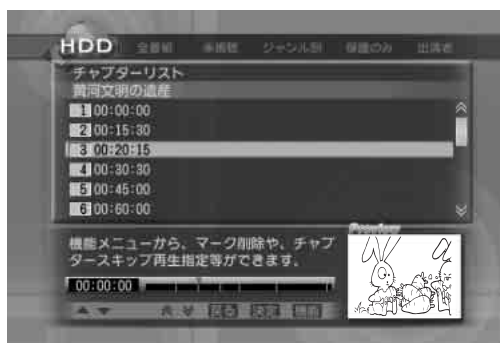 HDD 全番組 未視聴 ジャンル別 保護のみ 出演者
チャプターリスト
黄河文明の遺産
1 00:00:00
2 00:15:30
3 00:20:15
4 00:30:30
5 00:45:00
6 00:60:00
Preview
機能メニューから、マーク削除や、チャプ
タースキップ再生指定等ができます。
00:00:00
戻る 決定 機能